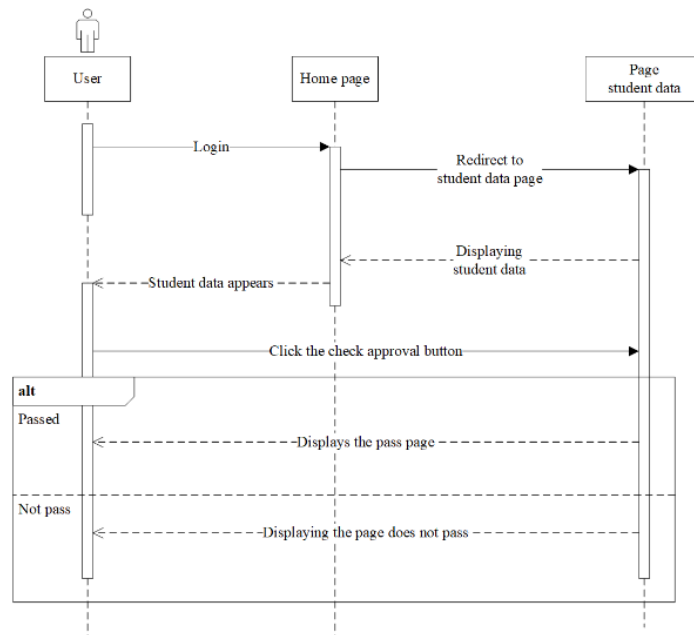 User
Home page
Page
student data
Login
Redirect to
student data page
Displaying
student data
Student data appears
Click the check approval button
alt
Passed
Displays the pass page
Not pass
Displaying the page does not pass